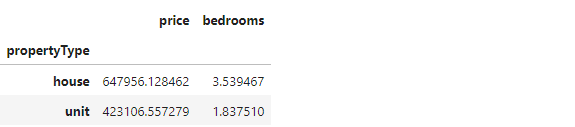 price bedrooms
propertyType
house 647956.128462 3.539467
unit 423106.557279 1.837510